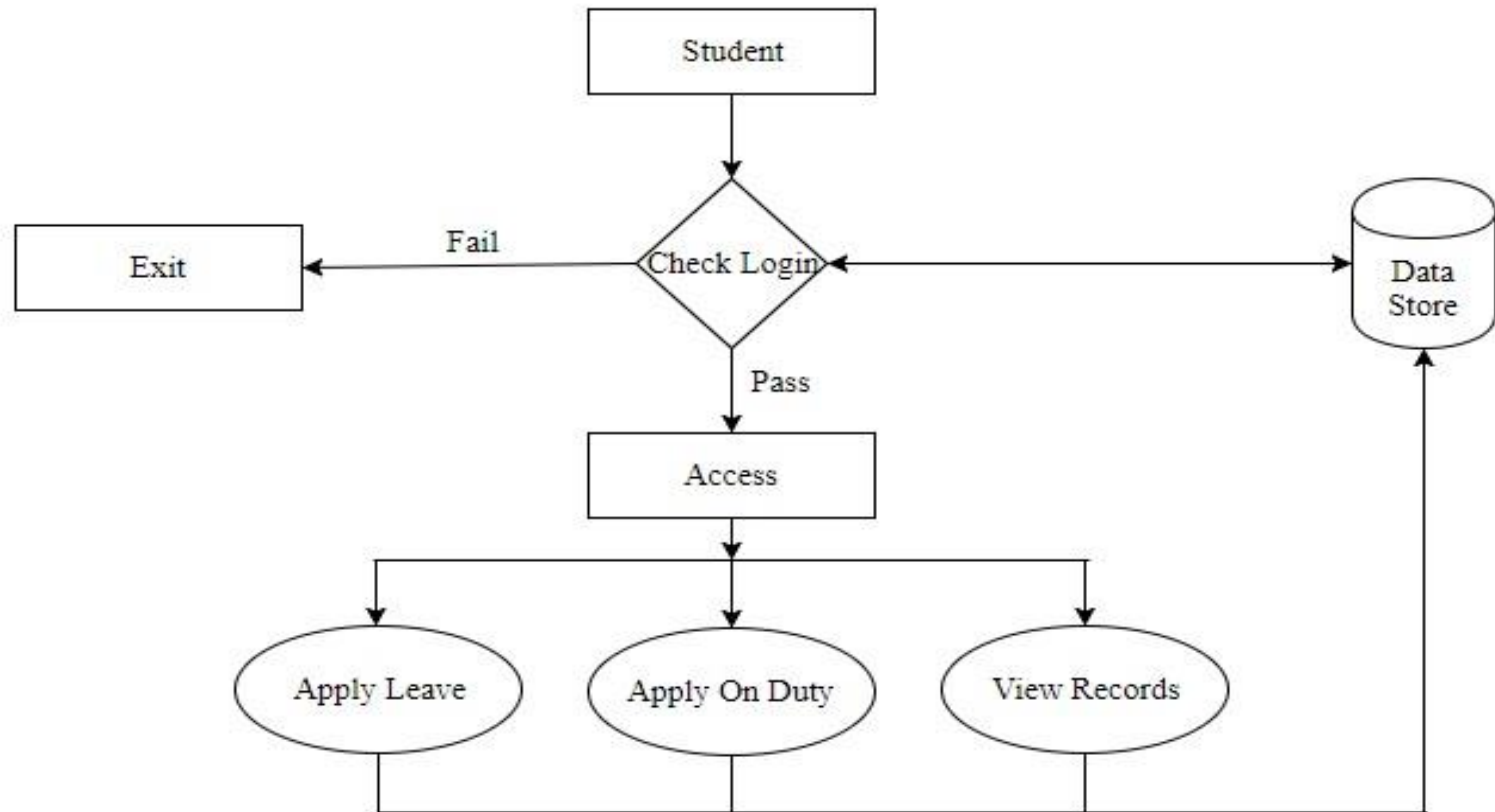 Student
Fail
Exit
Check Login
Data
Store
Pass
Access
Apply Leave
Apply On Duty
View Records